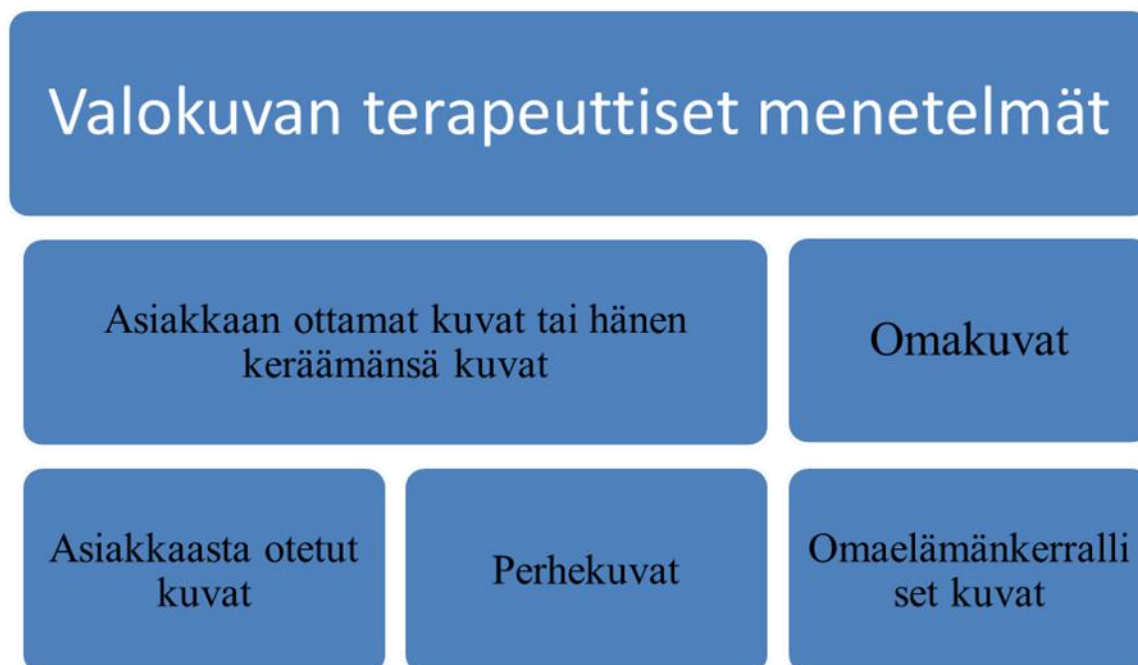 Valokuvan terapeuttiset menetelmät
Asiakkaan ottamat kuvat tai hänen
keräämänsä kuvat
Omakuvat
Asiakkaasta otetut
kuvat
Perhekuvat
Omaelämänkerralli
set kuvat